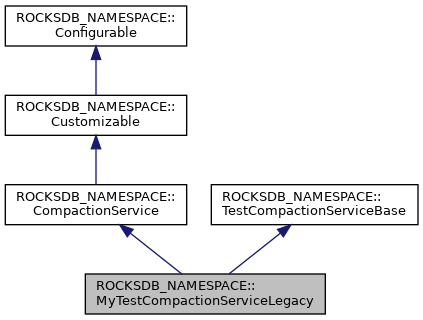 ROCKSDB_NAMESPACE::
Configurable
ROCKSDB_NAMESPACE::
Customizable
ROCKSDB_NAMESPACE::
CompactionService
ROCKSDB_NAMESPACE::
TestCompactionServiceBase
ROCKSDB_NAMESPACE::
MyTestCompactionServiceLegacy